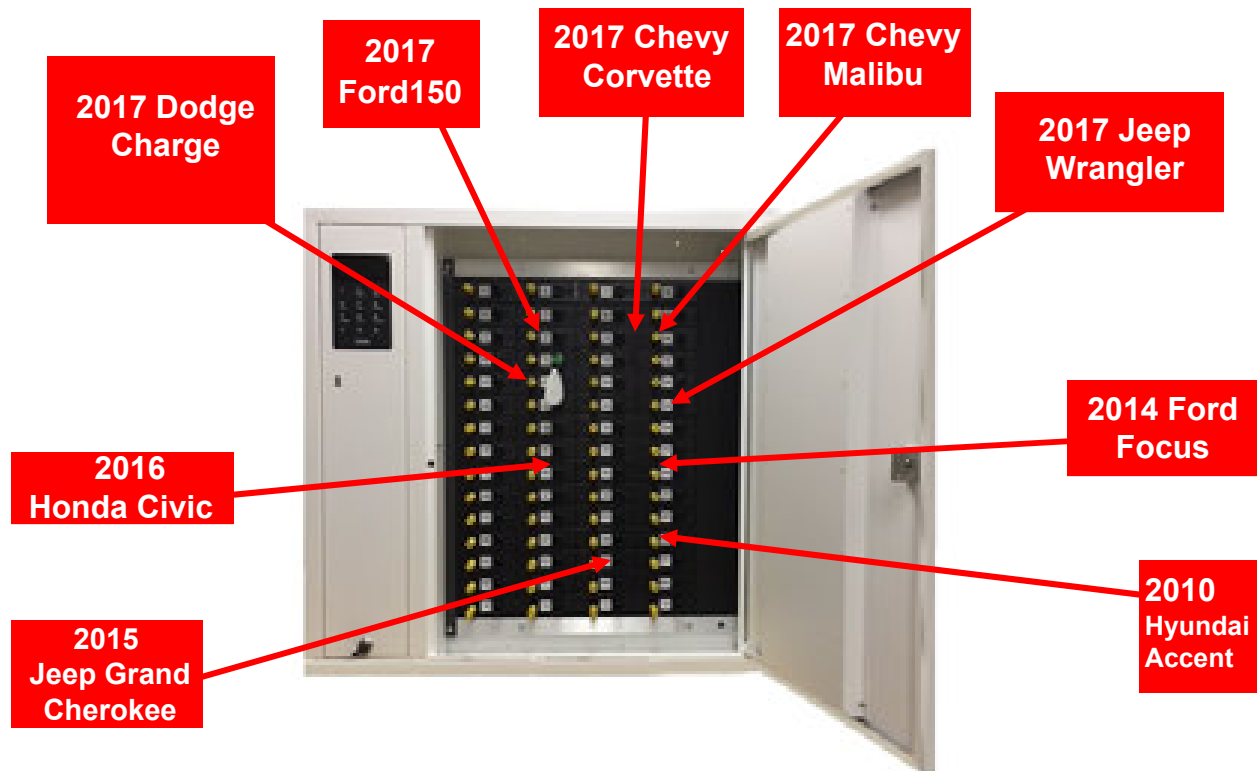 2017 Dodge
Charge
2017
Ford150
2017 Chevy
Corvette
2017 Chevy
Malibu
2017 Jeep
Wrangler
2014 Ford
Focus
2016
Honda Civic
2015
Jeep Grand
Cherokee
2010
Hyundai
Accent